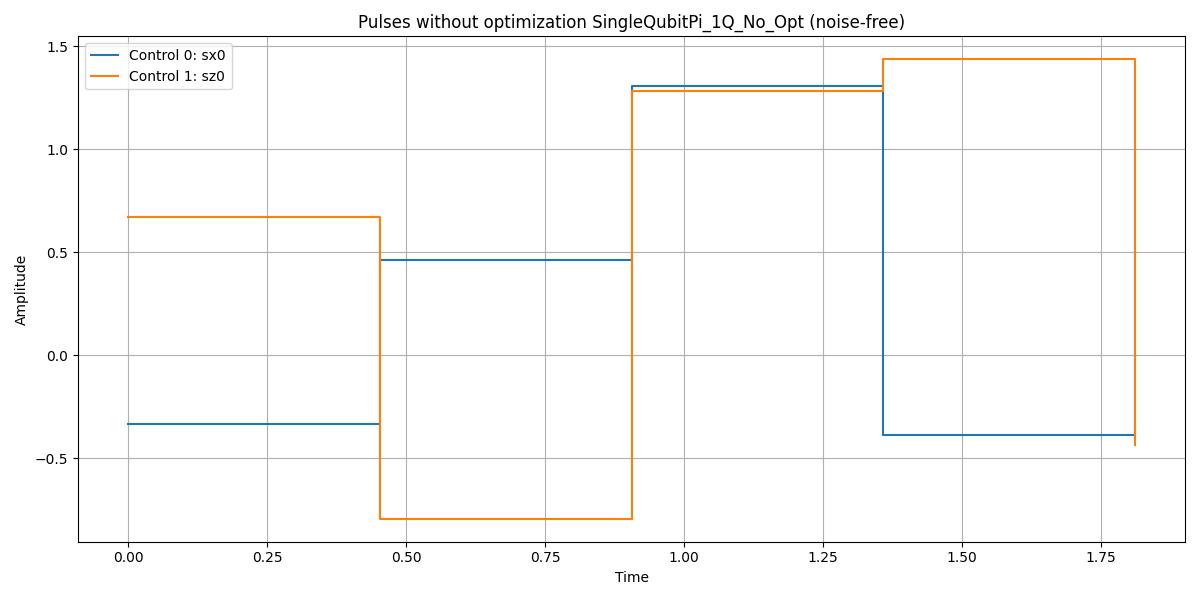 Pulses without optimization SingleQubitPi_1Q_No_Opt (noise-free)
Control 0: sx0
Control 1: sz0
Amplitude
1.5
1.0
0.5
0.0
−0.5
0.00 0.25 0.50 0.75 1.00 1.25 1.50 1.75
Time